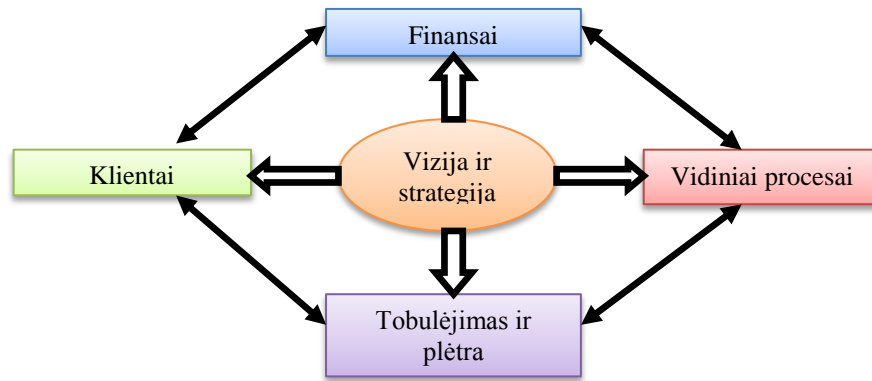 Finansai
Klientai
Vizija ir
strategija
Vidiniai procesai
Tobulėjimas ir
plėtra